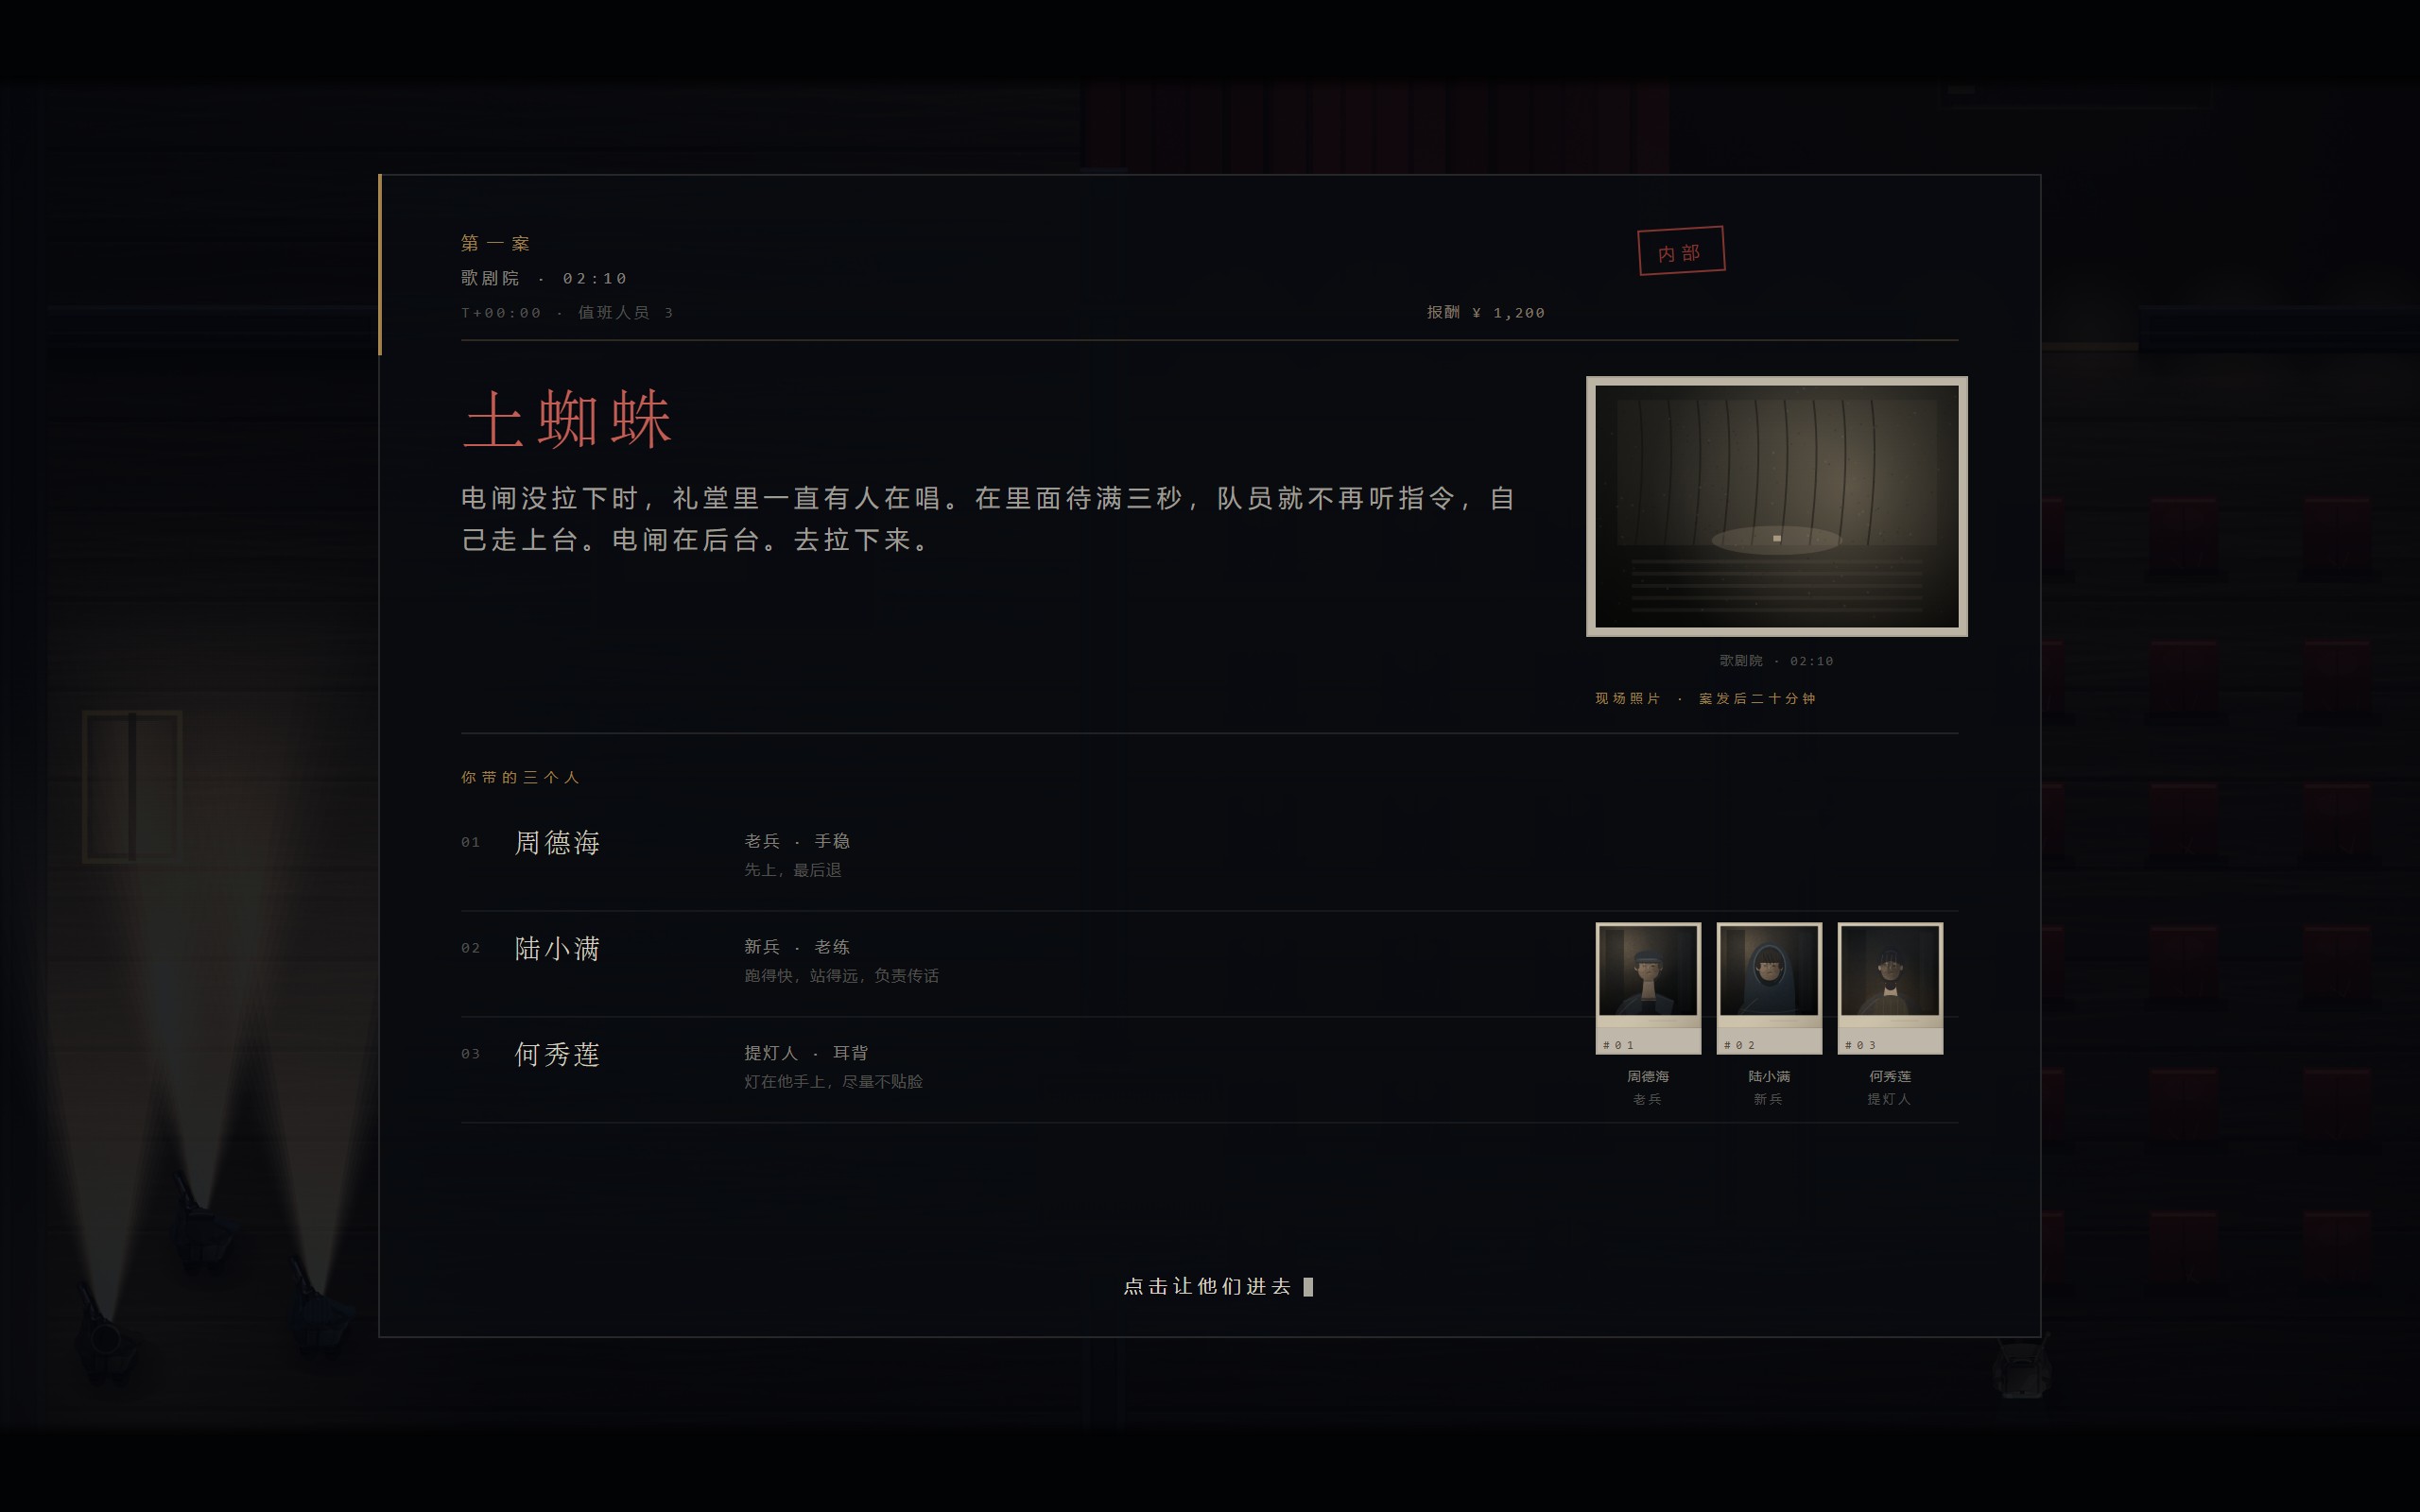 第一案
内部
歌剧院 · 02:10
T+00:00 · 值班人员 3
报酬 ¥ 1,200
土蜘蛛
电闸没拉下时，礼堂里一直有人在唱。在里面待满三秒，队员就不再听指令，自
己走上台。电闸在后台。去拉下来。
歌剧院 · 02:10
现场照片 · 案发后二十分钟
你带的三个人
01 周德海 老兵 · 手稳
先上，最后退
02 陆小满 新兵 · 老练
跑得快，站得远，负责传话
03 何秀莲 提灯人 · 耳背
灯在他手上，尽量不贴脸
#01 #02 #03
周德海 陆小满 何秀莲
老兵 新兵 提灯人
点击让他们进去